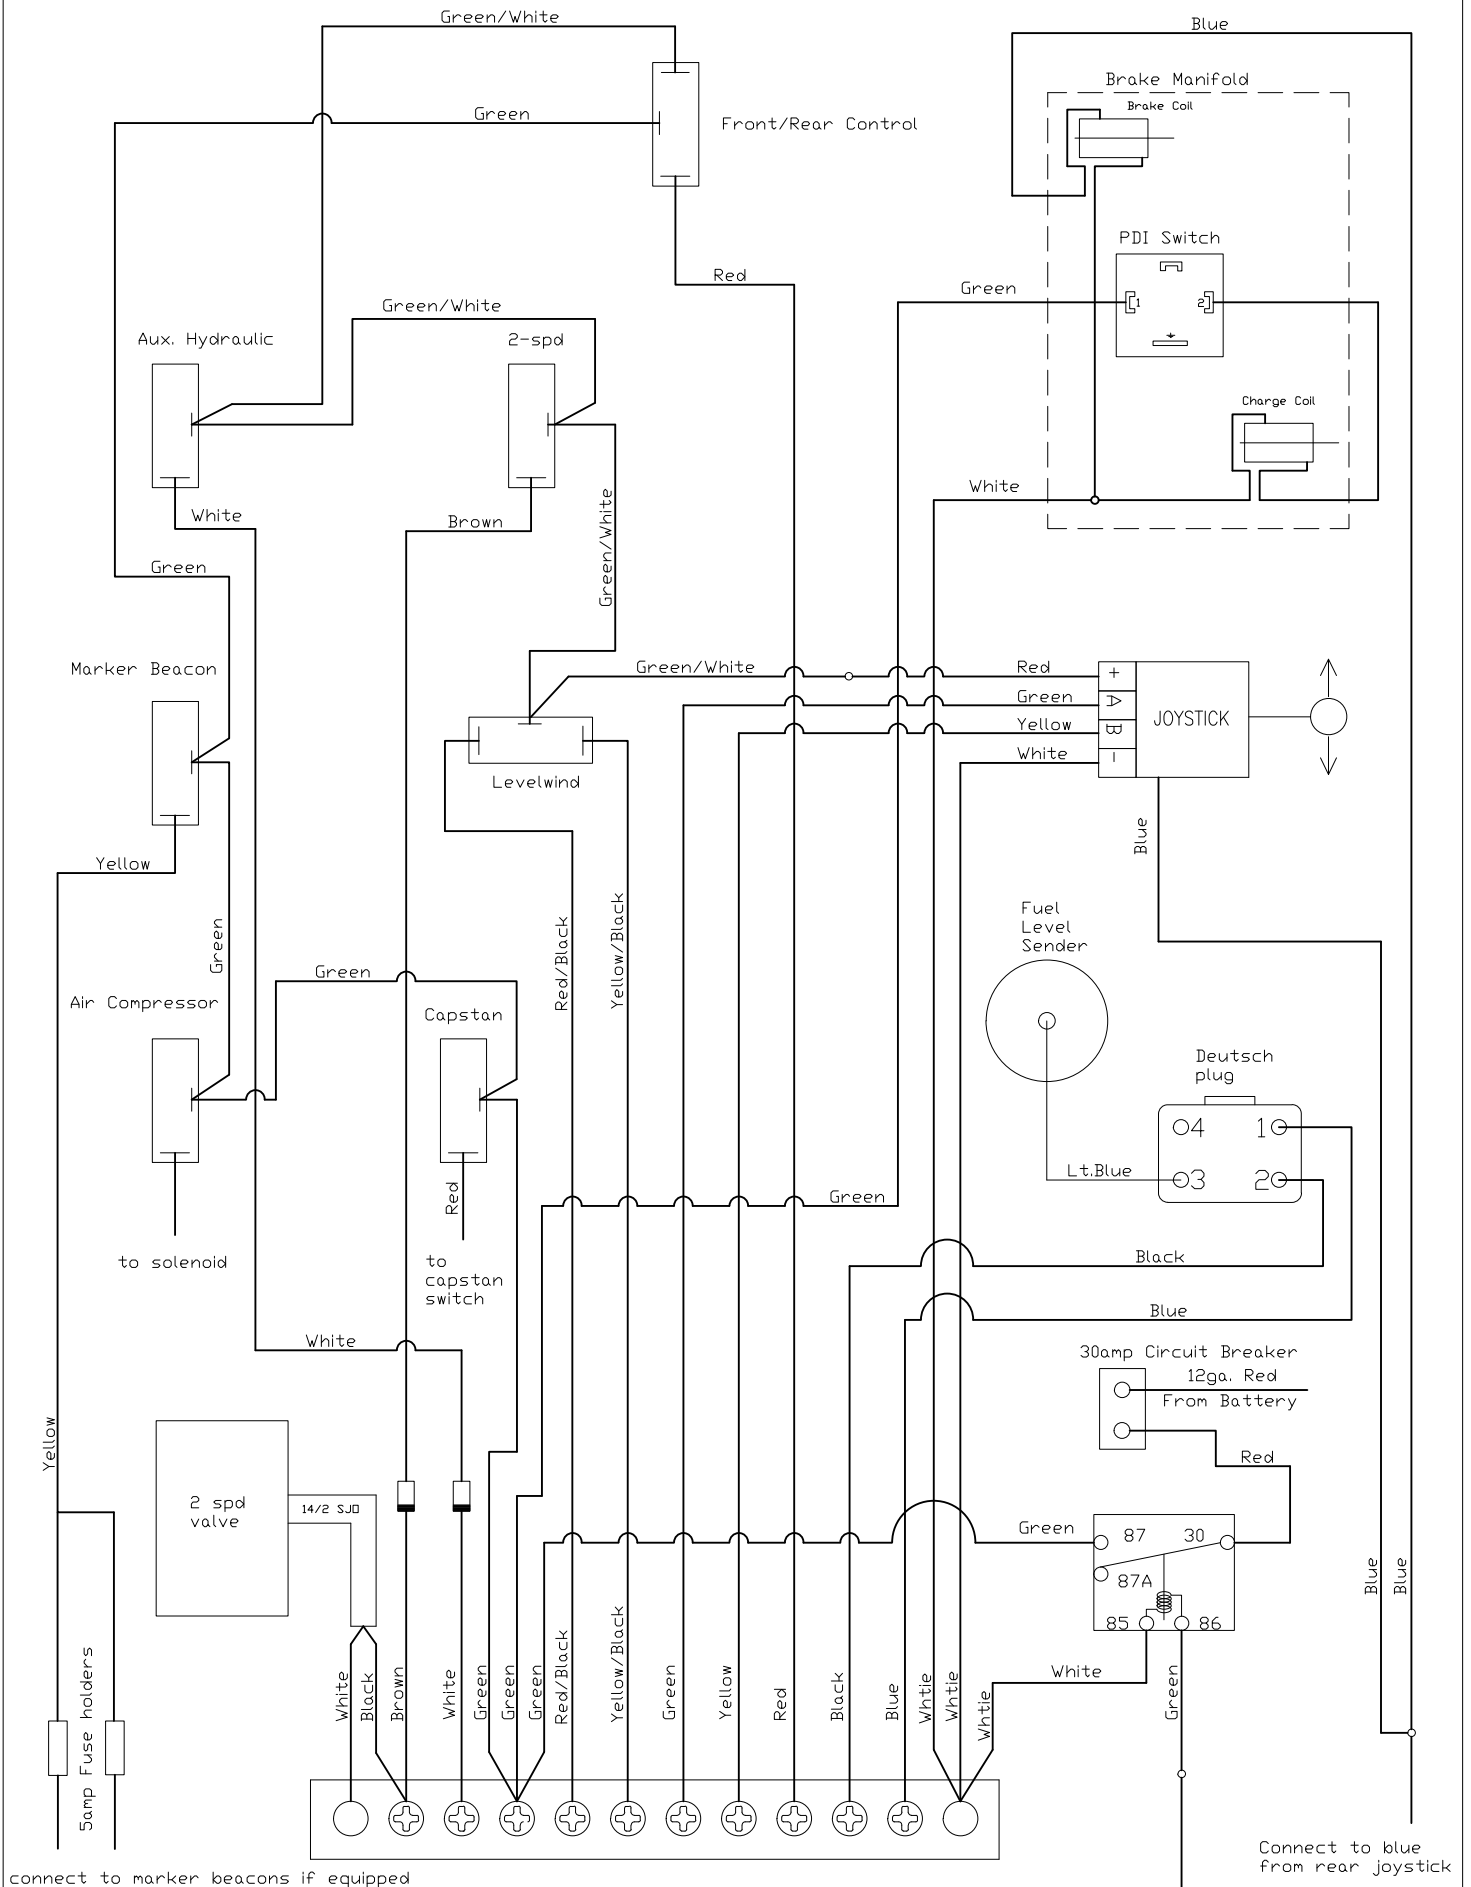 Green/White
Blue
Brake Manifold
Brake Coil
Green
Front/Rear Control
PDI Switch
1
2
Red
Green
Green/White
Aux. Hydraulic
2-spd
Charge Coil
White
White
Brown
Green/White
Green
Marker Beacon
Green/White
Red
+
Green
A
Yellow
B
White
-
JOYSTICK
Levelwind
Blue
Yellow
Green
Red/Black
Yellow/Black
Fuel
Level
Sender
Green
Air Compressor
Capstan
Deutsch
plug
4
1
3
2
Lt.Blue
Red
Green
to solenoid
to
capstan
switch
Black
Blue
White
30amp Circuit Breaker
12ga. Red
From Battery
Yellow
Red
2 spd
valve
14/2 SJO
Green
87
30
87A
85
86
Blue
Blue
5amp Fuse holders
White
Black
Brown
White
Green
Green
Green
Red/Black
Yellow/Black
Green
Yellow
Red
Black
Blue
Whtie
Whtie
Whtie
White
Green
Connect to blue
from rear joystick
connect to marker beacons if equipped